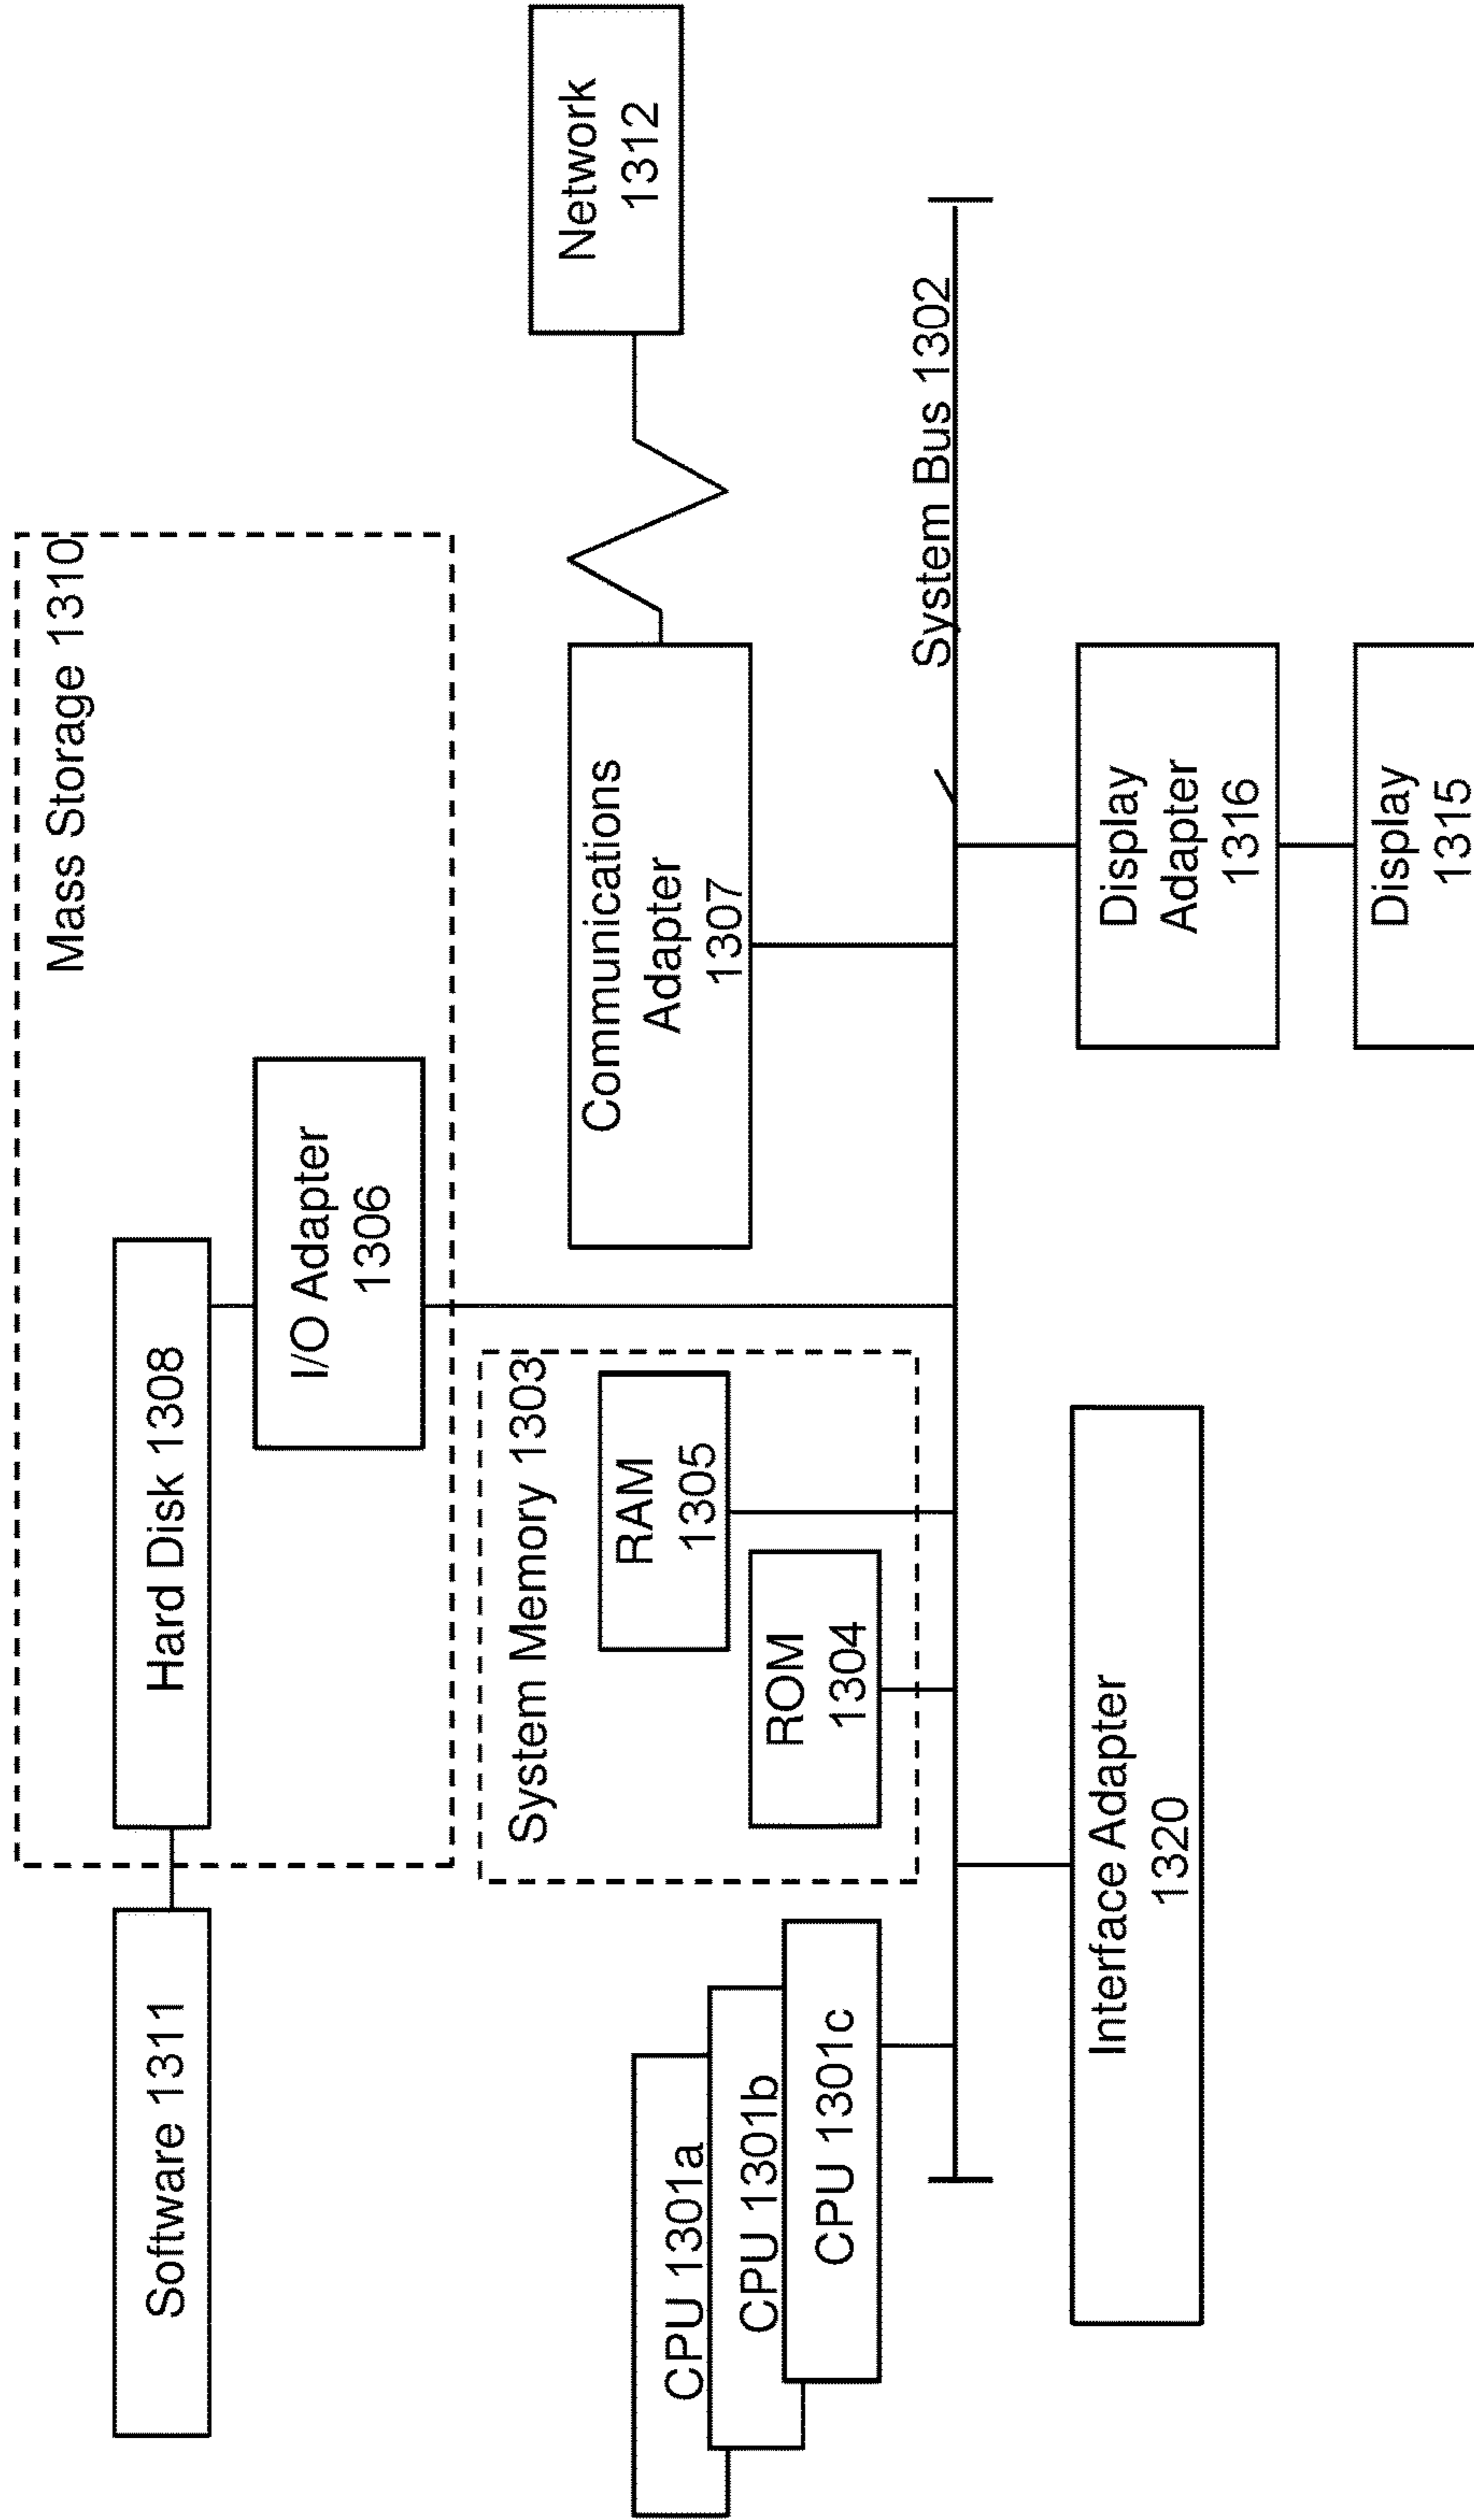 Software 1311
Hard Disk 1308
Mass Storage 1310
I/O Adapter
1306
CPU 1301a
CPU 1301b
CPU 1301c
System Memory 1303
RAM
1305
ROM
1304
Communications
Adapter
1307
Network
1312
System Bus 1302
Interface Adapter
1320
Display
Adapter
1316
Display
1315